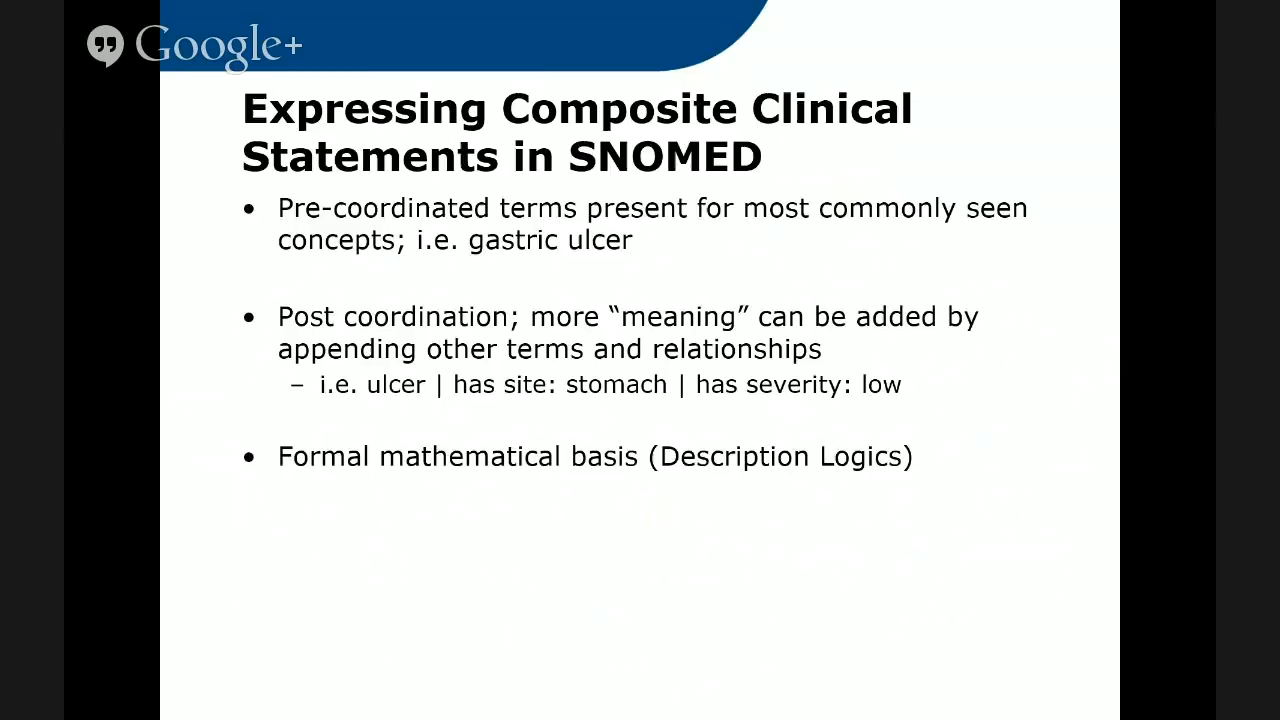 Google+
Expressing Composite Clinical
Statements in SNOMED
• Pre-coordinated terms present for most commonly seen
concepts; i.e. gastric ulcer
• Post coordination; more “meaning” can be added by
appending other terms and relationships
– i.e. ulcer | has site: stomach | has severity: low
• Formal mathematical basis (Description Logics)